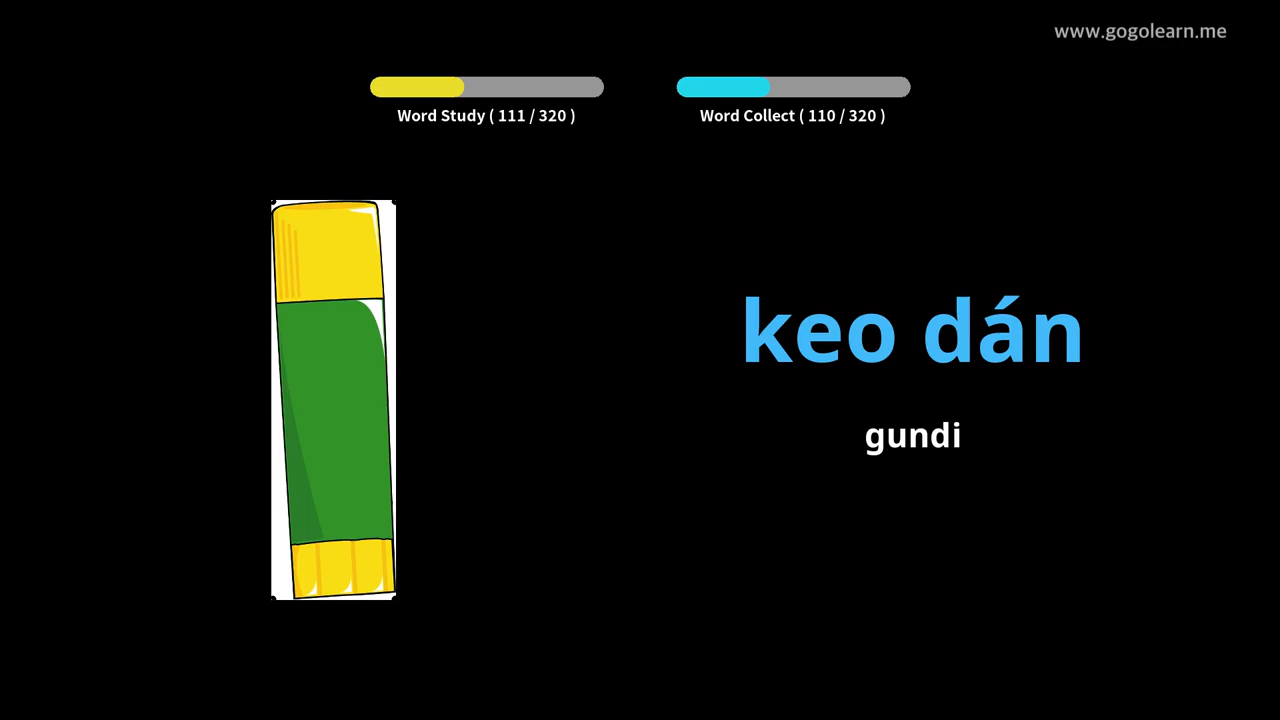 www.gogolearn.me
Word Study ( 111 / 320 )
Word Collect ( 110 / 320 )
keo dán
gundi